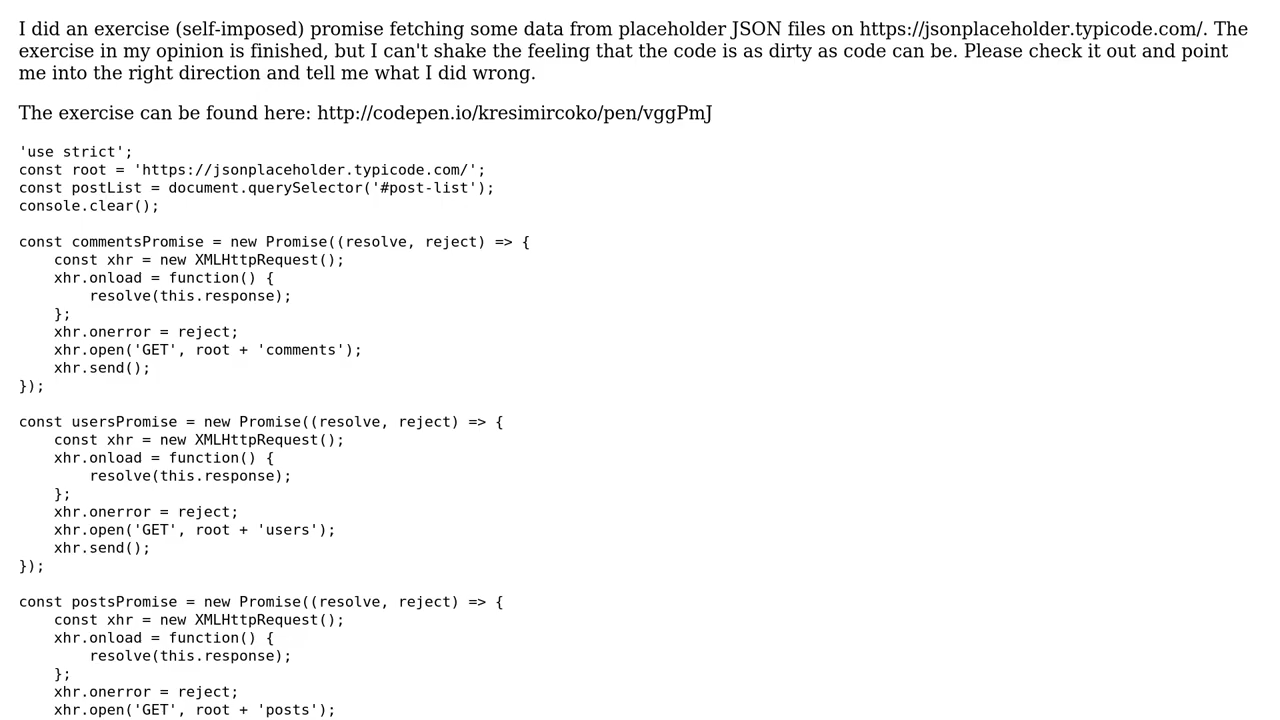 I did an exercise (self-imposed) promise fetching some data from placeholder JSON files on https://jsonplaceholder.typicode.com/. The
exercise in my opinion is finished, but I can't shake the feeling that the code is as dirty as code can be. Please check it out and point
me into the right direction and tell me what I did wrong.
The exercise can be found here: http://codepen.io/kresimircoko/pen/vggPmJ
'use strict';
const root = 'https://jsonplaceholder.typicode.com/';
const postList = document.querySelector('#post-list');
console.clear();
const commentsPromise = new Promise((resolve, reject) => {
    const xhr = new XMLHttpRequest();
    xhr.onload = function() {
        resolve(this.response);
    };
    xhr.onerror = reject;
    xhr.open('GET', root + 'comments');
    xhr.send();
});
const usersPromise = new Promise((resolve, reject) => {
    const xhr = new XMLHttpRequest();
    xhr.onload = function() {
        resolve(this.response);
    };
    xhr.onerror = reject;
    xhr.open('GET', root + 'users');
    xhr.send();
});
const postsPromise = new Promise((resolve, reject) => {
    const xhr = new XMLHttpRequest();
    xhr.onload = function() {
        resolve(this.response);
    };
    xhr.onerror = reject;
    xhr.open('GET', root + 'posts');